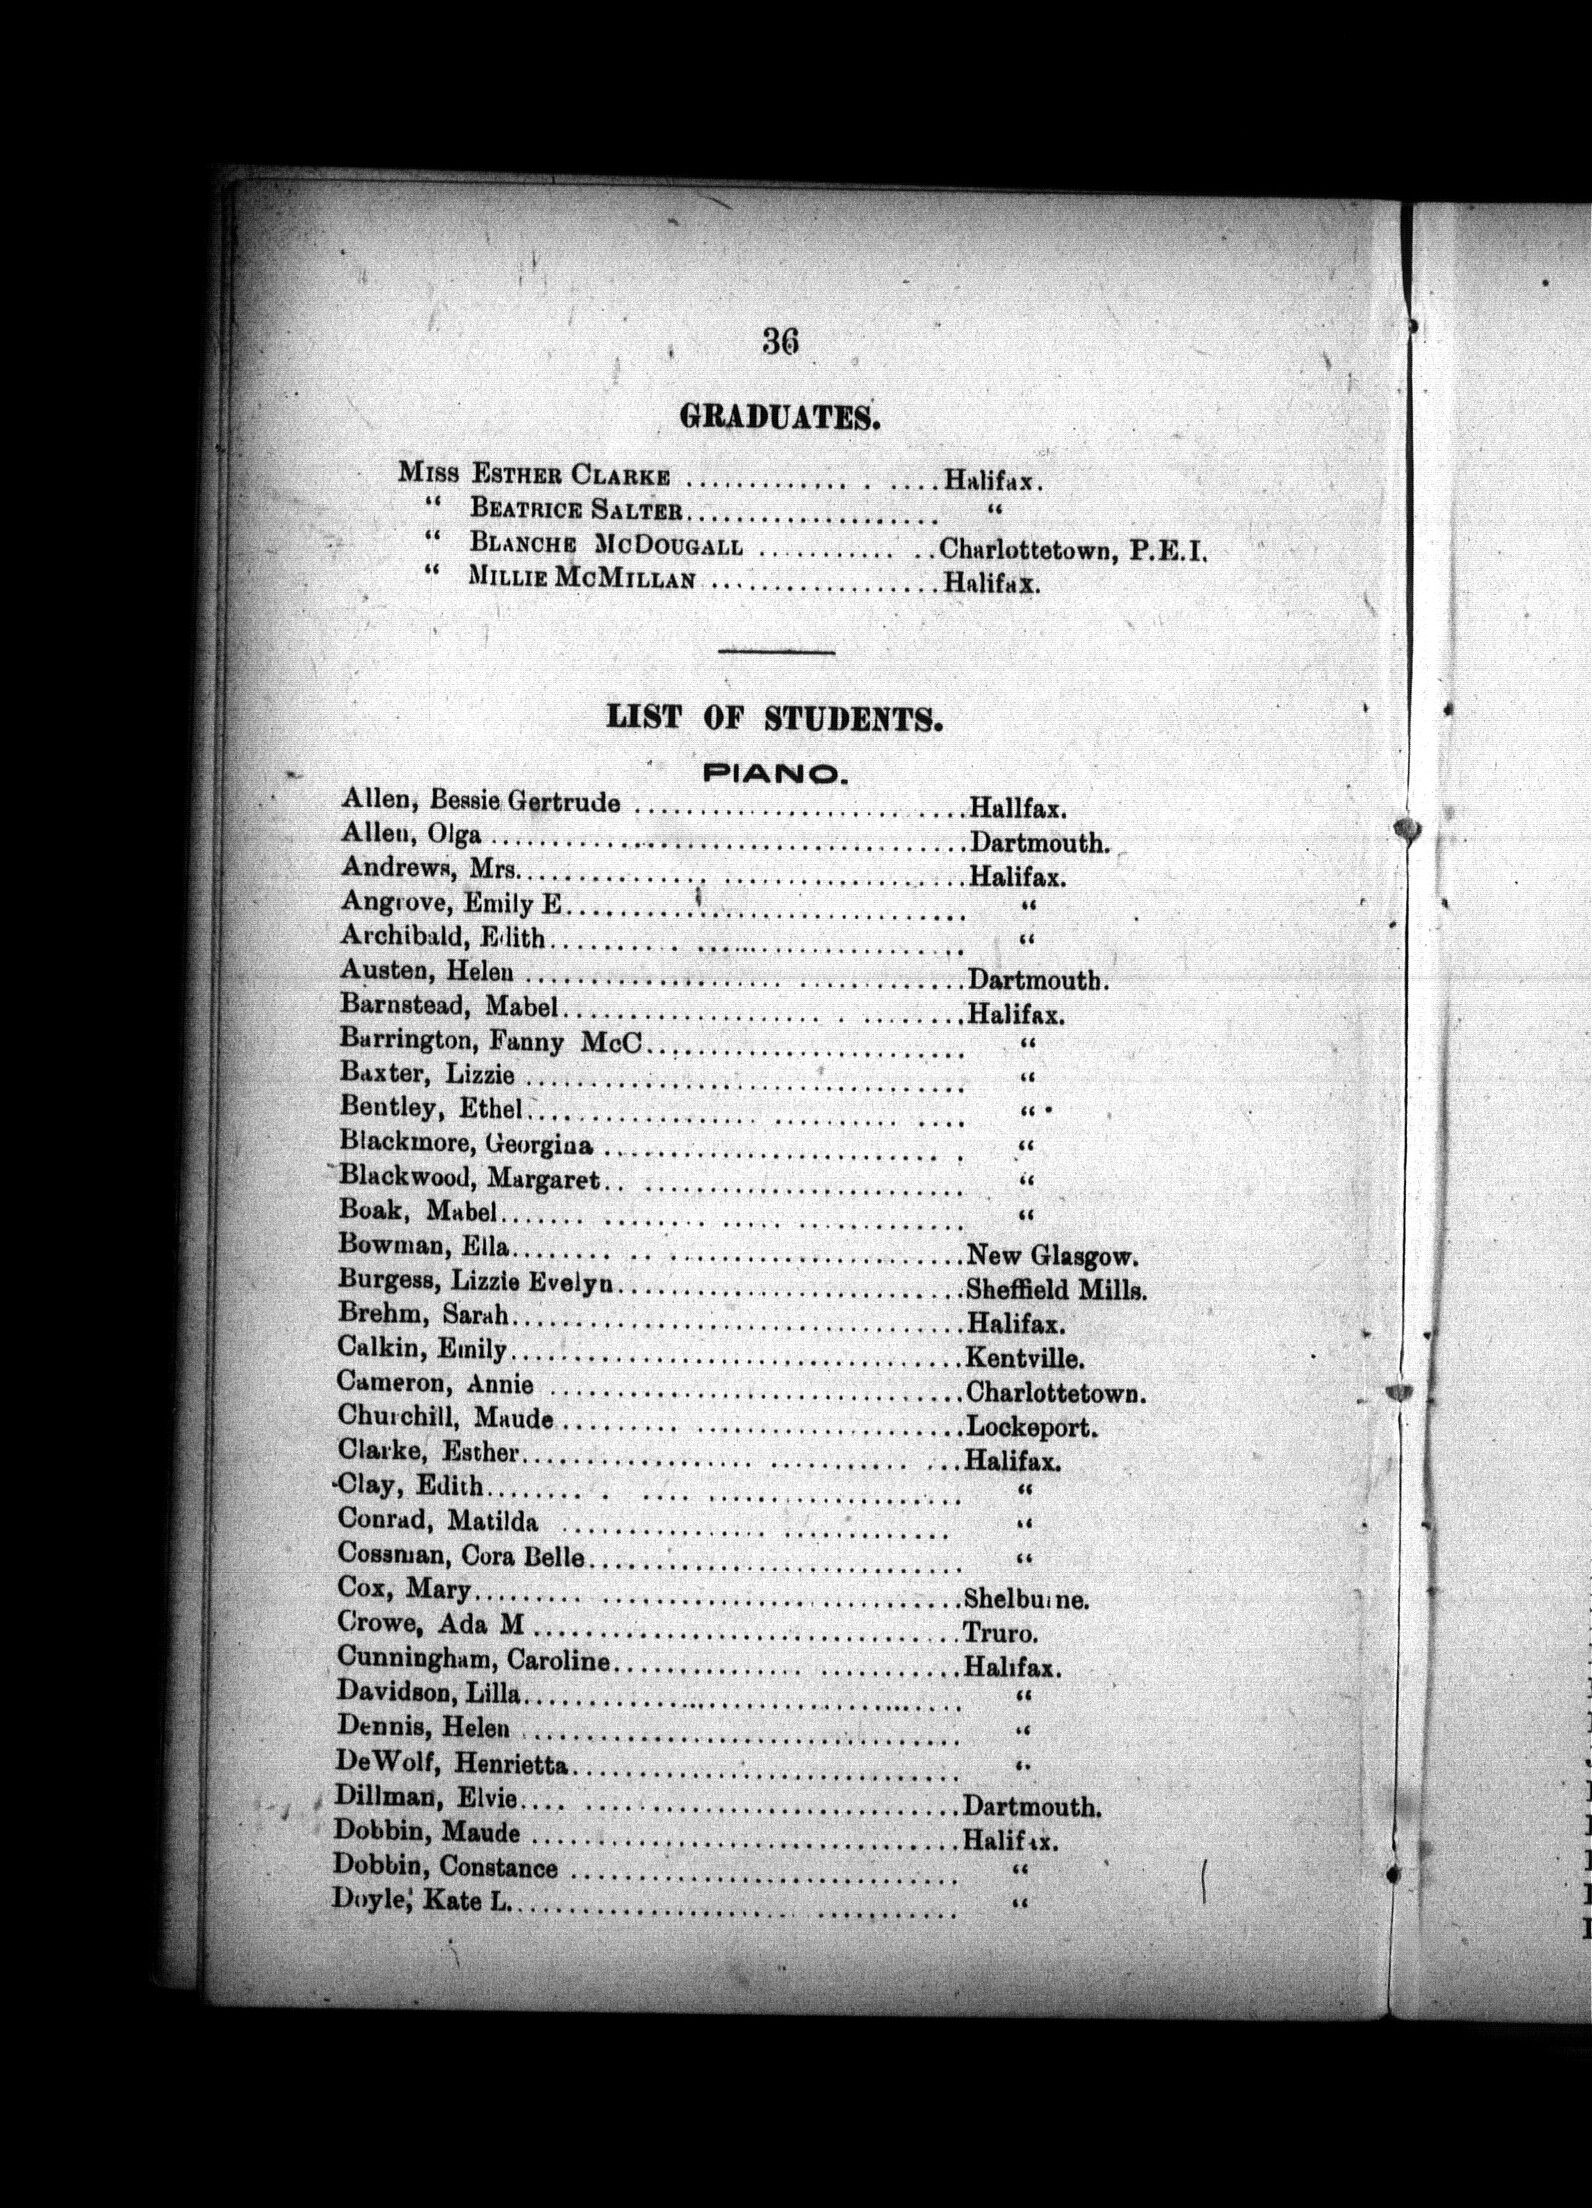 36
GRADUATES.
MISS ESTHER CLARKE ............. . ....Halifax.
“ BEATRICE SALTER.................... “
“ BLANCHE McDOUGALL ........... ..Charlottetown, P.E.I.
“ MILLIE McMILLAN ..................Halifax.
LIST OF STUDENTS.
PIANO.
Allen, Bessie Gertrude ..................... ....Hallfax.
Allen, Olga ......................................Dartmouth.
Andrews, Mrs............... ...................Halifax.
Angrove, Emily E............................... “
Archibald, Edith.......... ..................... “
Austen, Helen .................... .............Dartmouth.
Barnstead, Mabel.................... . ........Halifax.
Barrington, Fanny McC......................... “
Baxter, Lizzie .................................. “
Bentley, Ethel.................. .......... .... “
Blackmore, Georgina .......................... . “
Blackwood, Margaret.. ......................... “
Boak, Mabel....... ............ ...... ............. “
Bowman, Ella........ .. .......................New Glasgow.
Burgess, Lizzie Evelyn...........................Sheffield Mills.
Brehm, Sarah...................................Halifax.
Calkin, Emily...................................Kentville.
Cameron, Annie ................................Charlottetown.
Churchill, Maude.......... .....................Lockeport.
Clarke, Esther.................. ........... ...Halifax.
Clay, Edith........ . .... .................... “
Conrad, Matilda ................ ............. “
Cossman, Cora Belle............................. “
Cox, Mary......... ................ ...........Shelburne.
Crowe, Ada M .................................Truro.
Cunningham, Caroline............... ...........Halifax.
Davidson, Lilla.................................. “
Dennis, Helen .................................. “
DeWolf, Henrietta.............................. “
Dillman, Elvie.... .............................Dartmouth.
Dobbin, Maude .................................Halifax.
Dobbin, Constance .............................. “
Doyle, Kate L..................... ........... “